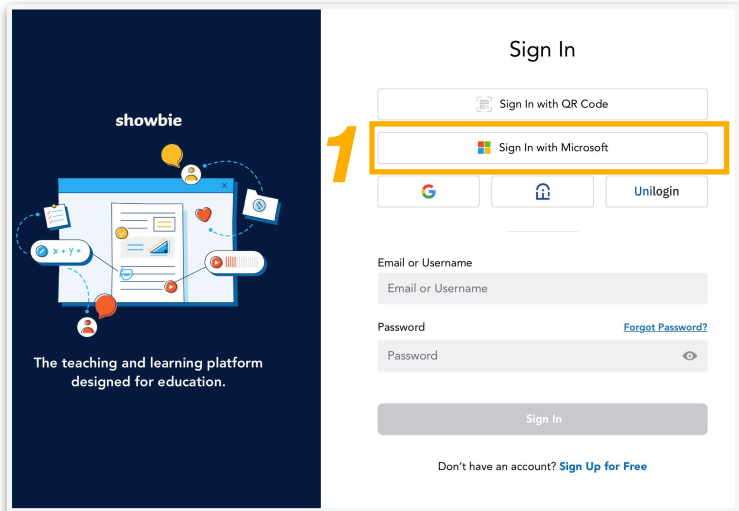 showbie
x + y =
The teaching and learning platform
designed for education.
1
Sign In
Sign In with QR Code
Sign In with Microsoft
Unilogin
Email or Username
Email or Username
Password
Forgot Password?
Password
Sign In
Don't have an account? Sign Up for Free